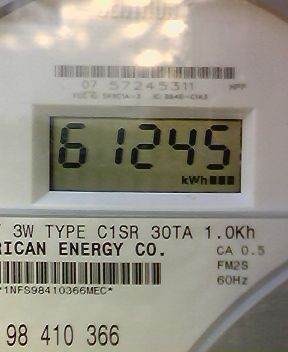 CENTRON
07 57245311
61245
kWh
3W TYPE C1SR 30TA 1.0Kh
RICAN ENERGY CO.
CA 0.5
FM2S
60Hz
*1NFS98410366MEC*
98 410 366